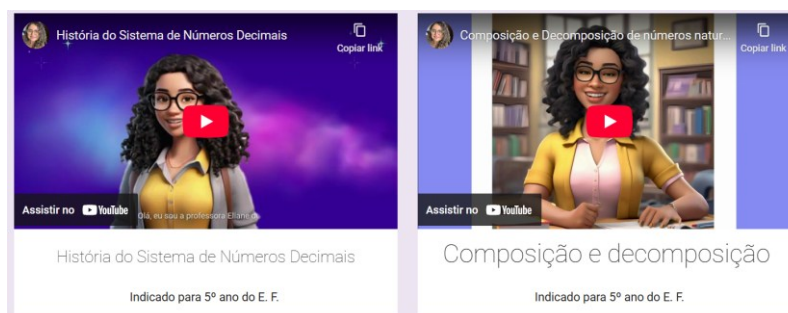 História do Sistema de Números Decimais
Copiar link
Assistir no YouTube
Olá, eu sou a professora Eliane
História do Sistema de Números Decimais
Indicado para 5º ano do E. F.
Composição e Decomposição de números natur...
Copiar link
Assistir no YouTube
Composição e decomposição
Indicado para 5º ano do E. F.